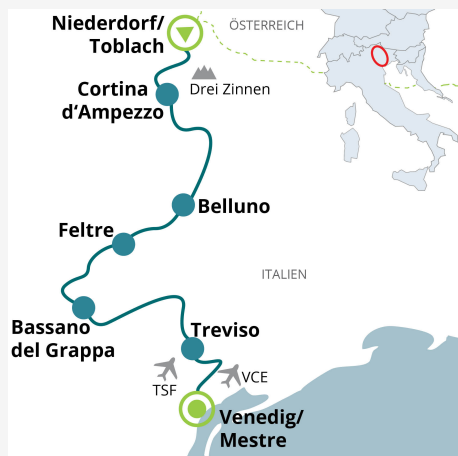 Niederdorf/
Toblach
ÖSTERREICH
Drei Zinnen
Cortina
d‘Ampezzo
Belluno
Feltre
ITALIEN
Bassano
del Grappa
Treviso
TSF
VCE
Venedig/
Mestre